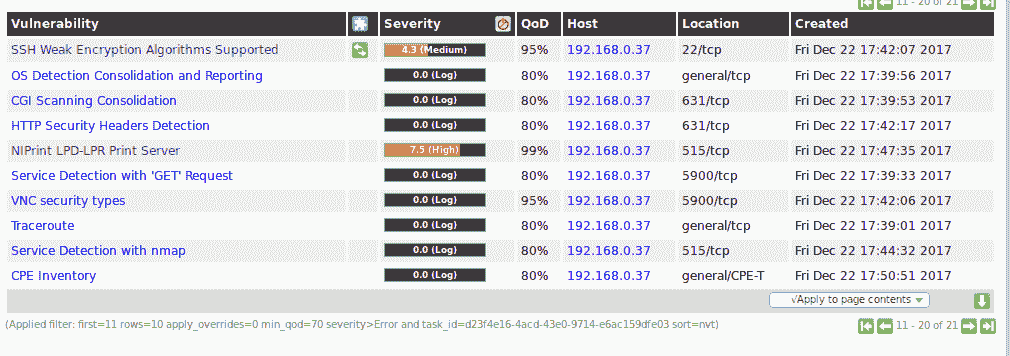 11 - 20 of 21
Vulnerability Severity QoD Host Location Created
SSH Weak Encryption Algorithms Supported 4.3 (Medium) 95% 192.168.0.37 22/tcp Fri Dec 22 17:42:07 2017
OS Detection Consolidation and Reporting 0.0 (Log) 80% 192.168.0.37 general/tcp Fri Dec 22 17:39:56 2017
CGI Scanning Consolidation 0.0 (Log) 80% 192.168.0.37 631/tcp Fri Dec 22 17:39:53 2017
HTTP Security Headers Detection 0.0 (Log) 80% 192.168.0.37 631/tcp Fri Dec 22 17:42:17 2017
NIPrint LPD-LPR Print Server 7.5 (High) 99% 192.168.0.37 515/tcp Fri Dec 22 17:47:35 2017
Service Detection with 'GET' Request 0.0 (Log) 80% 192.168.0.37 5900/tcp Fri Dec 22 17:39:33 2017
VNC security types 0.0 (Log) 95% 192.168.0.37 5900/tcp Fri Dec 22 17:42:06 2017
Traceroute 0.0 (Log) 80% 192.168.0.37 general/tcp Fri Dec 22 17:39:01 2017
Service Detection with nmap 0.0 (Log) 80% 192.168.0.37 515/tcp Fri Dec 22 17:44:32 2017
CPE Inventory 0.0 (Log) 80% 192.168.0.37 general/CPE-T Fri Dec 22 17:50:51 2017
√Apply to page contents
(Applied filter: first=11 rows=10 apply_overrides=0 min_qod=70 severity>Error and task_id=d23f4e16-4acd-43e0-9714-e6ac159dfe03 sort=nvt) 11 - 20 of 21